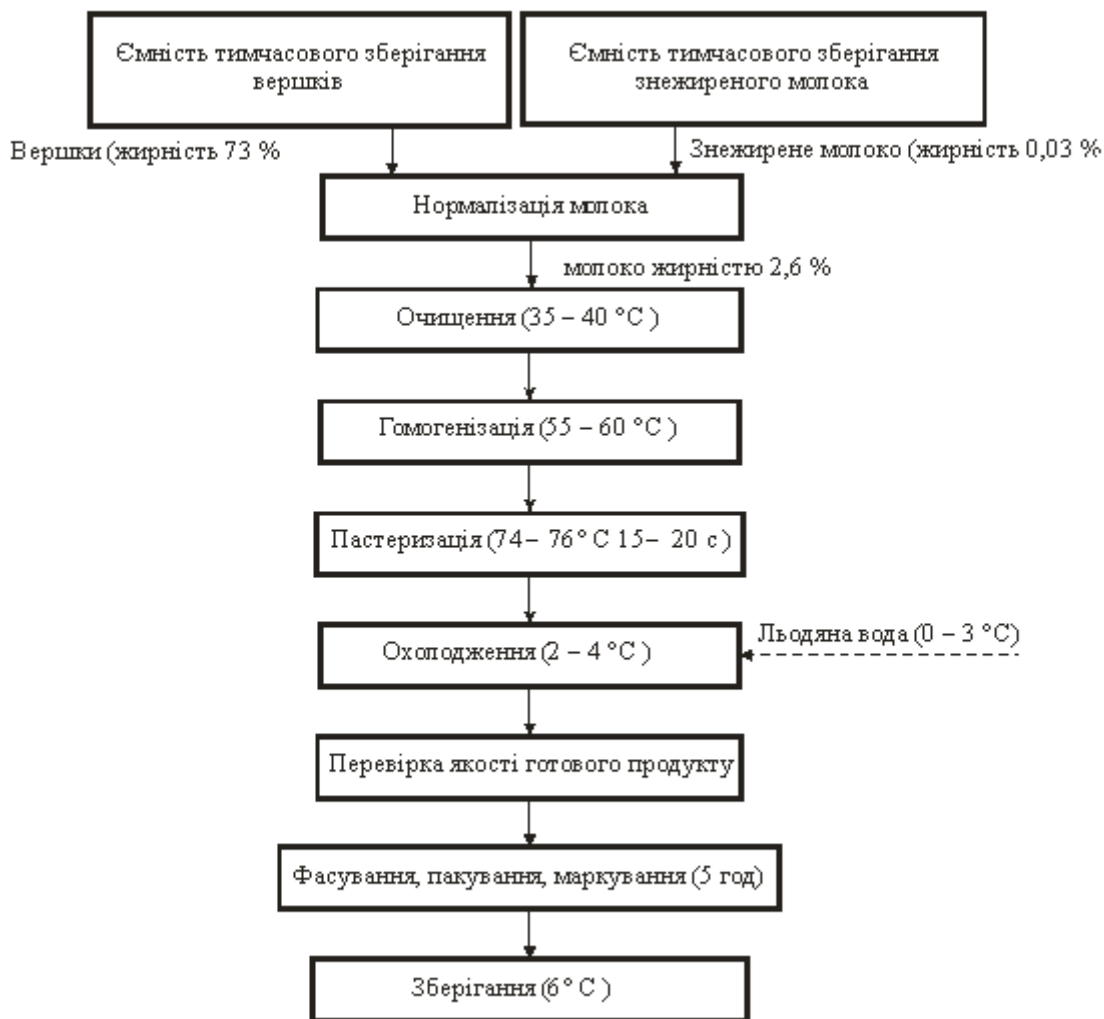 Ємність тимчасового зберігання
вершків
Ємність тимчасового зберігання
знежиреного молока
Вершки (жирність 73 %
Знежирене молоко (жирність 0,03 %
Нормалізація молока
молоко жирністю 2,6 %
Очищення (35 – 40 °С )
Гомогенізація (55 – 60 °С )
Пастеризація (74 – 76° С 15 – 20 с)
Охолодження (2 – 4 °С)
Льодяна вода (0 – 3 °С)
Перевірка якості готового продукту
Фасування, пакування, маркування (5 год)
Зберігання (6° С )